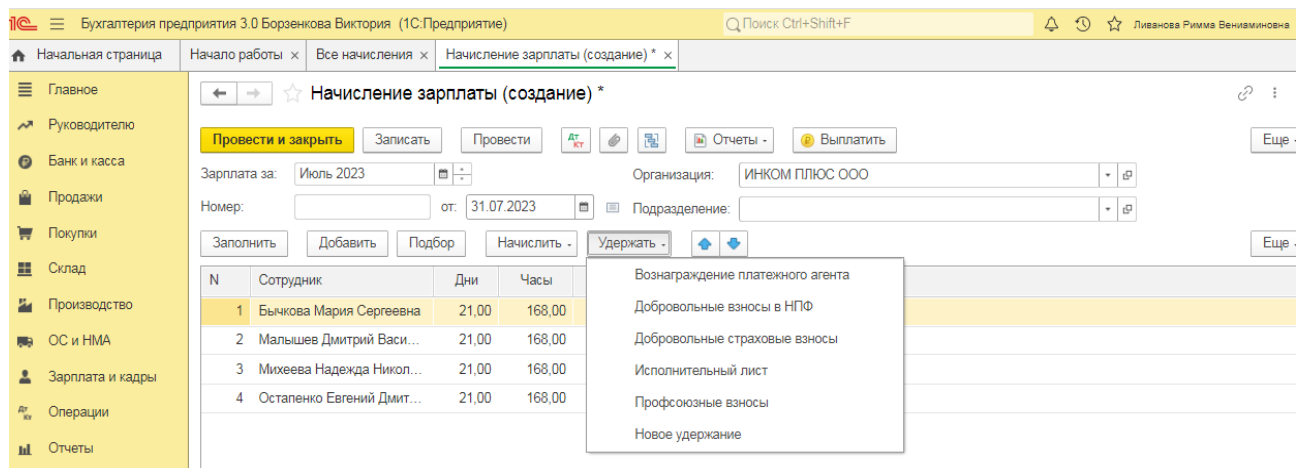 1С Бухгалтерия предприятия 3.0 Борзенкова Виктория (1С:Предприятие) Поиск Ctrl+Shift+F Ливанова Римма Вениаминовна
Начальная страница Начало работы × Все начисления × Начисление зарплаты (создание) * ×
Главное
Начисление зарплаты (создание) *
Руководителю
Провести и закрыть Записать Провести Дт Кт Отчеты Выплатить Еще
Банк и касса
Зарплата за: Июль 2023 Организация: ИНКОМ ПЛЮС ООО
Продажи
Номер: от: 31.07.2023 Подразделение:
Покупки
Заполнить Добавить Подбор Начислить Удержать Еще
Склад
N Сотрудник Дни Часы
Вознаграждение платежного агента
Производство
1 Бычкова Мария Сергеевна 21,00 168,00
Добровольные взносы в НПФ
ОС и НМА
2 Малышев Дмитрий Васи... 21,00 168,00
Добровольные страховые взносы
Зарплата и кадры
3 Михеева Надежда Никол... 21,00 168,00
Исполнительный лист
4 Остапенко Евгений Дмит... 21,00 168,00
Профсоюзные взносы
Дт Кт Операции
Новое удержание
Отчеты